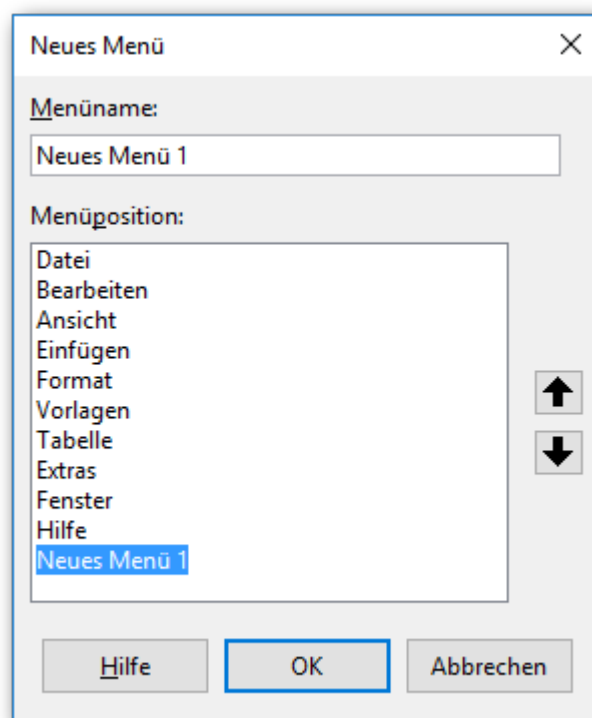 Neues Menü
Menüname:
Neues Menü 1
Menüposition:
Datei
Bearbeiten
Ansicht
Einfügen
Format
Vorlagen
Tabelle
Extras
Fenster
Hilfe
Neues Menü 1
Hilfe OK Abbrechen